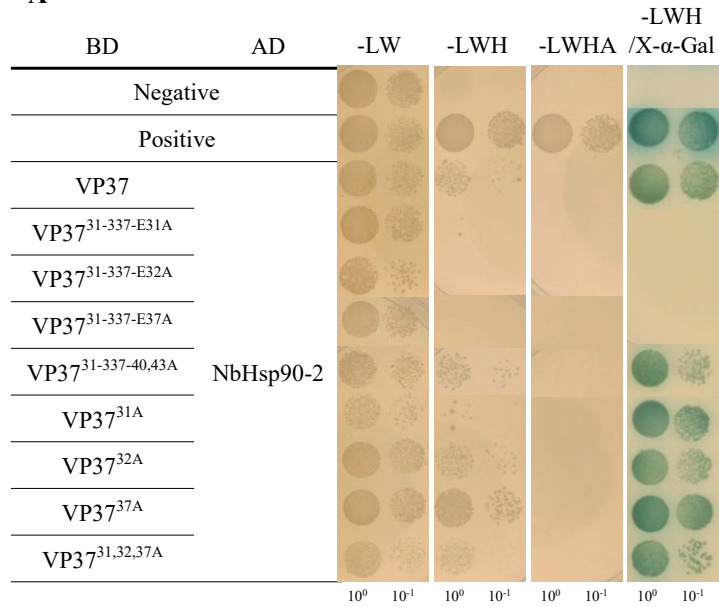 BD AD -LW -LWH -LWHA -LWH /X-α-Gal
Negative
Positive
VP37
VP37^31-337-E31A
VP37^31-337-E32A
VP37^31-337-E37A
VP37^31-337-40,43A NbHsp90-2
VP37^31A
VP37^32A
VP37^37A
VP37^31,32,37A
10^0 10^-1 10^0 10^-1 10^0 10^-1 10^0 10^-1